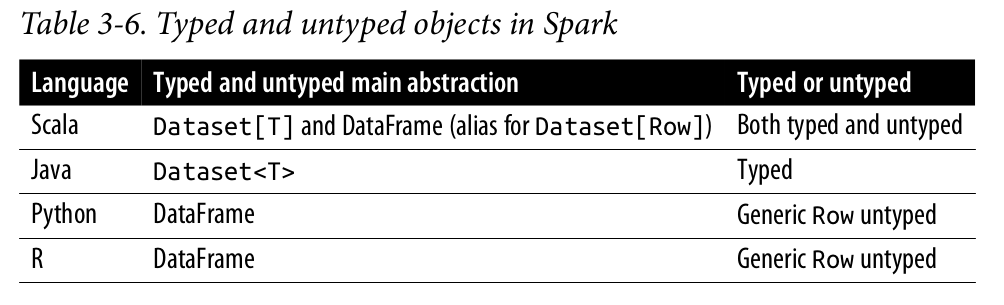 Table 3-6. Typed and untyped objects in Spark
Language Typed and untyped main abstraction Typed or untyped
Scala Dataset[T] and DataFrame (alias for Dataset[Row]) Both typed and untyped
Java Dataset<T> Typed
Python DataFrame Generic Row untyped
R DataFrame Generic Row untyped